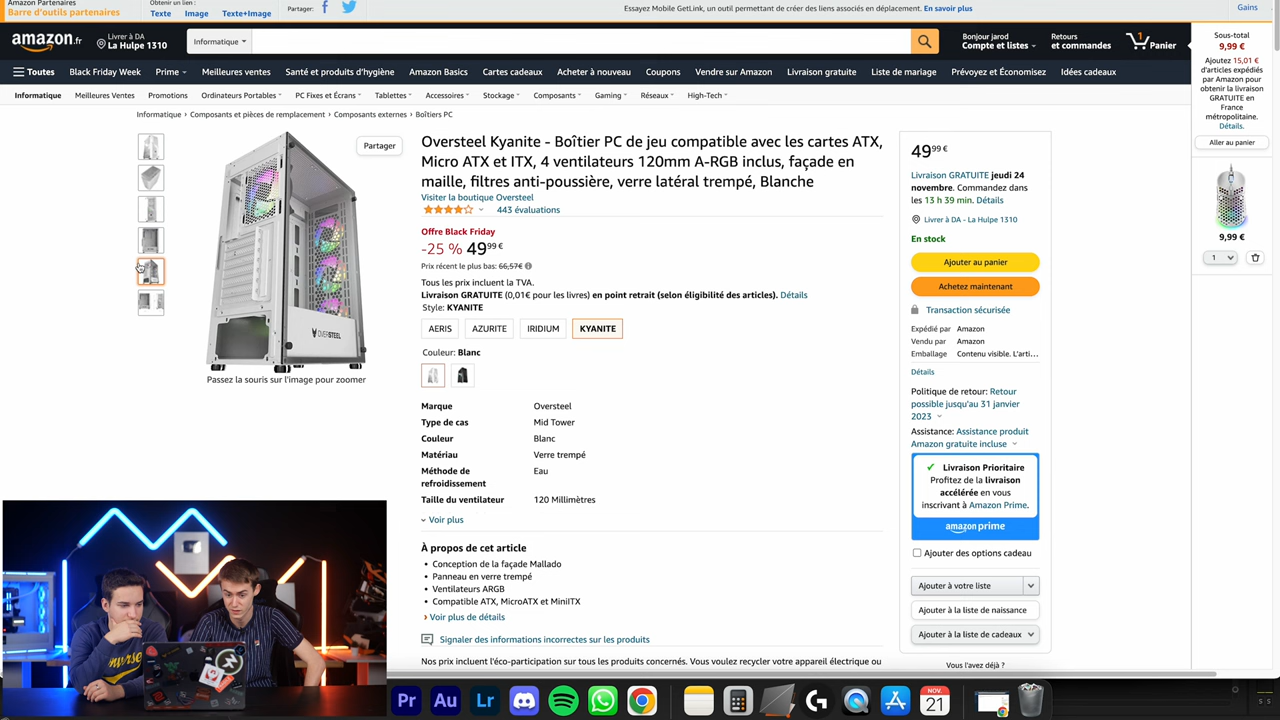 Amazon Partenaires
Barre d'outils partenaires
Obtenir un lien :
Texte Image Texte+Image
Partager:
Essayez Mobile GetLink, un outil permettant de créer des liens associés en déplacement. En savoir plus
Gains
amazon.fr
Livrer à DA
La Hulpe 1310
Informatique
Bonjour jarod
Compte et listes
Retours
et commandes
1
Panier
Toutes
Black Friday Week
Prime
Meilleures ventes
Santé et produits d'hygiène
Amazon Basics
Cartes cadeaux
Acheter à nouveau
Coupons
Vendre sur Amazon
Livraison gratuite
Liste de mariage
Prévoyez et Économisez
Idées cadeaux
Informatique
Meilleures Ventes
Promotions
Ordinateurs Portables
PC Fixes et Écrans
Tablettes
Accessoires
Stockage
Composants
Gaming
Réseaux
High-Tech
Informatique › Composants et pièces de remplacement › Composants externes › Boîtiers PC
Partager
OVERSTEEL
Passez la souris sur l'image pour zoomer
Oversteel Kyanite - Boîtier PC de jeu compatible avec les cartes ATX,
Micro ATX et ITX, 4 ventilateurs 120mm A-RGB inclus, façade en
maille, filtres anti-poussière, verre latéral trempé, Blanche
Visiter la boutique Oversteel
443 évaluations
Offre Black Friday
-25 % 49,99 €
Prix récent le plus bas: 66,57€
Tous les prix incluent la TVA.
Livraison GRATUITE (0,01€ pour les livres) en point retrait (selon éligibilité des articles). Détails
Style: KYANITE
AERIS
AZURITE
IRIDIUM
KYANITE
Couleur: Blanc
Marque Oversteel
Type de cas Mid Tower
Couleur Blanc
Matériau Verre trempé
Méthode de refroidissement Eau
Taille du ventilateur 120 Millimètres
Voir plus
À propos de cet article
• Conception de la façade Mallado
• Panneau en verre trempé
• Ventilateurs ARGB
• Compatible ATX, MicroATX et MiniITX
› Voir plus de détails
Signaler des informations incorrectes sur les produits
Nos prix incluent l'éco-participation sur tous les produits concernés. Vous voulez recycler votre appareil électrique ou
49,99 €
Livraison GRATUITE jeudi 24
novembre. Commandez dans
les 13 h 39 min. Détails
Livrer à DA - La Hulpe 1310
En stock
Ajouter au panier
Achetez maintenant
Transaction sécurisée
Expédié par Amazon
Vendu par Amazon
Emballage Contenu visible. L'arti…
Détails
Politique de retour: Retour
possible jusqu'au 31 janvier
2023
Assistance: Assistance produit
Amazon gratuite incluse
✓ Livraison Prioritaire
Profitez de la livraison
accélérée en vous
inscrivant à Amazon Prime.
amazon prime
Ajouter des options cadeau
Ajouter à votre liste
Ajouter à la liste de naissance
Ajouter à la liste de cadeaux
Vous l'avez déjà ?
Sous-total
9,99 €
Ajoutez 15,01 €
d'articles expédiés
par Amazon pour
obtenir la livraison
GRATUITE en
France
métropolitaine.
Détails.
Aller au panier
9,99 €
1
Pr
Au
Lr
NOV.
21